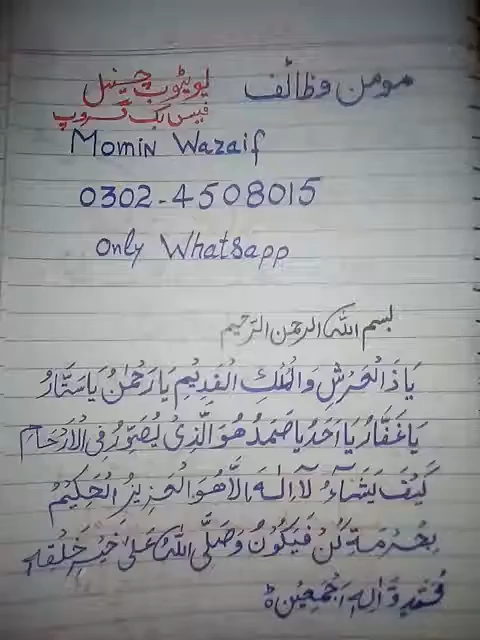 مومن وظائف یوٹیوب چینل
فیس بک گروپ
Momin Wazaif
0302-4508015
Only Whatsapp
بسم اللہ الرحمن الرحیم
یَا ذَالْعَرْشِ وَالْمُلْکِ الْقَدِیْمِ یَا رَحْمٰنُ یَا سَتَّارُ
یَا غَفَّارُ یَا اَحَدُ یَا صَمَدُ ھُوَ الَّذِیْ یُصَوِّرُ فِی الْاَرْحَامِ
کَیْفَ یَشَآءُ لَآ اِلٰہَ اِلَّا ھُوَ الْعَزِیْزُ الْحَکِیْمُ
بِحُرْمَۃِ کُنْ فَیَکُوْنُ وَصَلَّی اللہُ عَلٰی خَیْرِ خَلْقِہٖ
مُحَمَّدٍ وَّاٰلِہٖ اَجْمَعِیْنَ